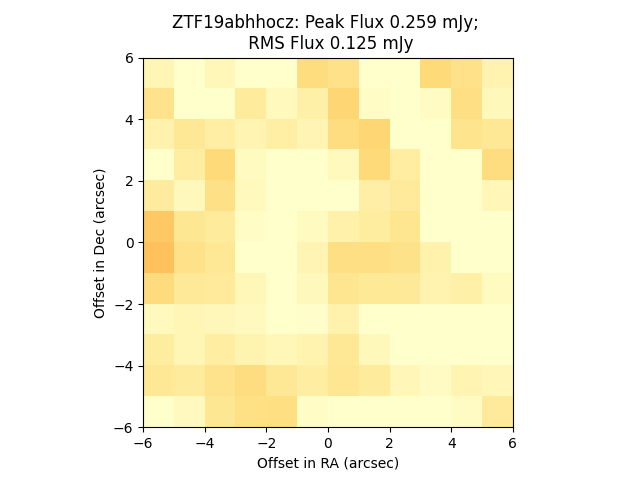 ZTF19abhhocz: Peak Flux 0.259 mJy;
RMS Flux 0.125 mJy
6
4
2
0
−2
−4
−6
Offset in Dec (arcsec)
−6 −4 −2 0 2 4 6
Offset in RA (arcsec)